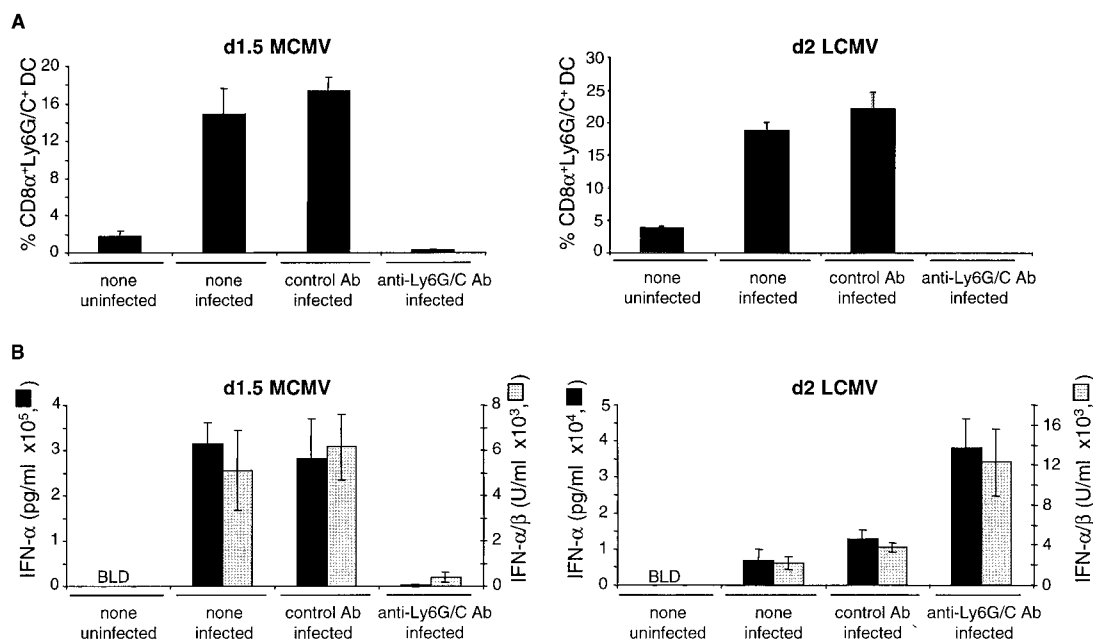 A
d1.5 MCMV
% CD8α+Ly6G/C+ DC
20
16
12
8
4
0
none
uninfected
none
infected
control Ab
infected
anti-Ly6G/C Ab
infected
d2 LCMV
% CD8α+Ly6G/C+ DC
30
25
20
15
10
5
0
none
uninfected
none
infected
control Ab
infected
anti-Ly6G/C Ab
infected
B
d1.5 MCMV
IFN-α (pg/ml x10⁵, )
4
3
2
1
0
BLD
IFN-α/β (U/ml x10³, )
8
6
4
2
0
none
uninfected
none
infected
control Ab
infected
anti-Ly6G/C Ab
infected
d2 LCMV
IFN-α (pg/ml x10⁴, )
5
4
3
2
1
0
BLD
IFN-α/β (U/ml x10³, )
16
12
8
4
0
none
uninfected
none
infected
control Ab
infected
anti-Ly6G/C Ab
infected